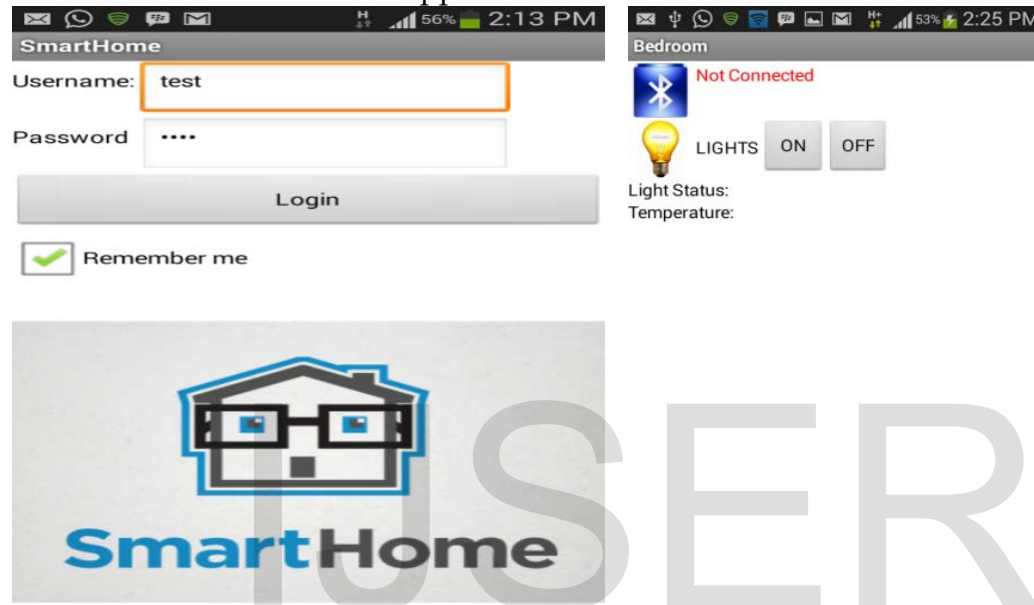 H 56% 2:13 PM
SmartHome
Username: test
Password ••••
Login
Remember me
SmartHome
H+ 53% 2:25 PM
Bedroom
Not Connected
LIGHTS ON OFF
Light Status:
Temperature:
IJSER